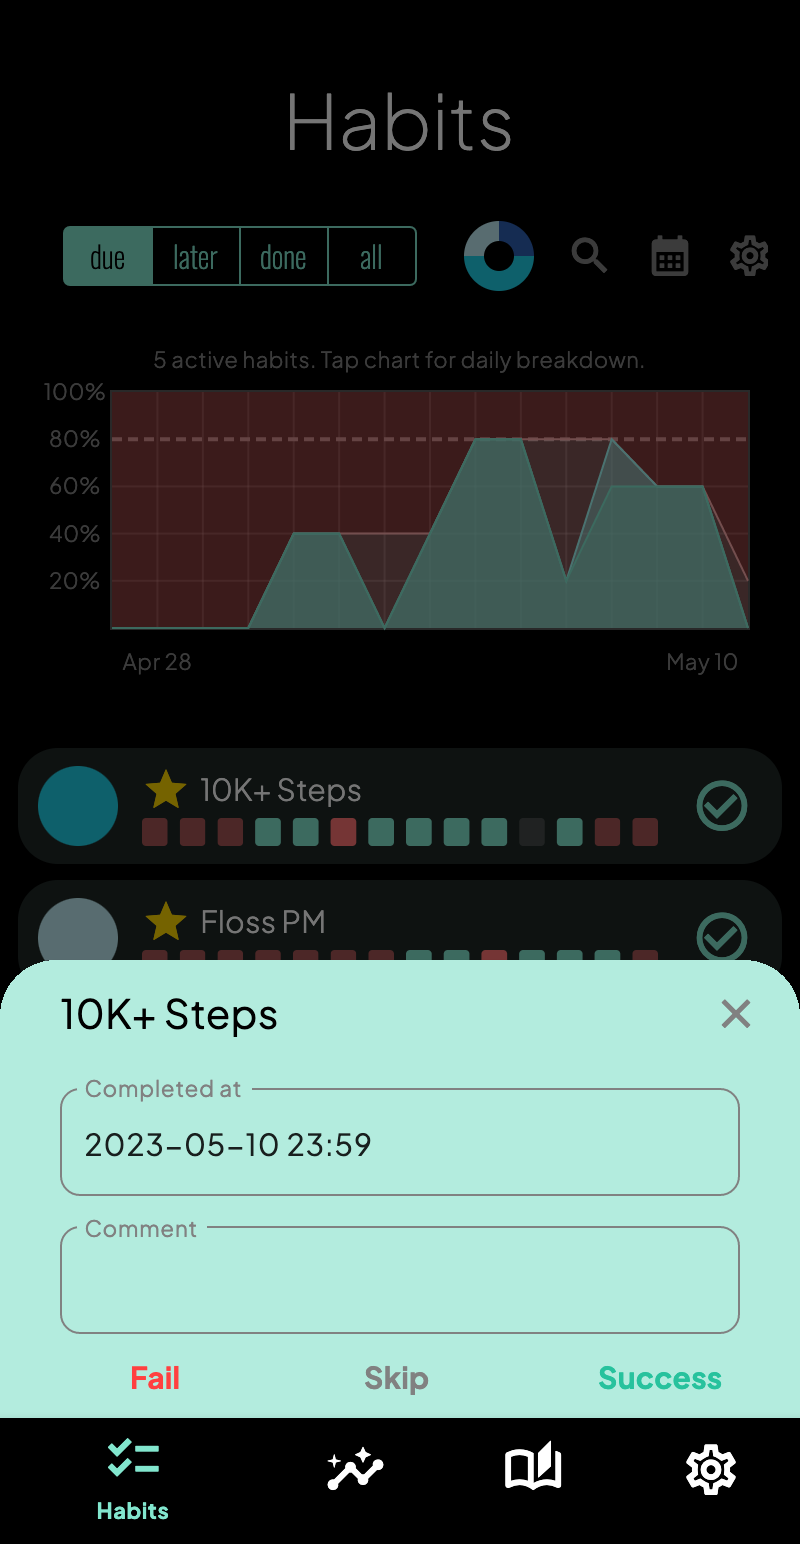 Habits
due later done all
5 active habits. Tap chart for daily breakdown.
100%
80%
60%
40%
20%
Apr 28 May 10
10K+ Steps
Floss PM
10K+ Steps
Completed at
2023-05-10 23:59
Comment
Fail Skip Success
Habits